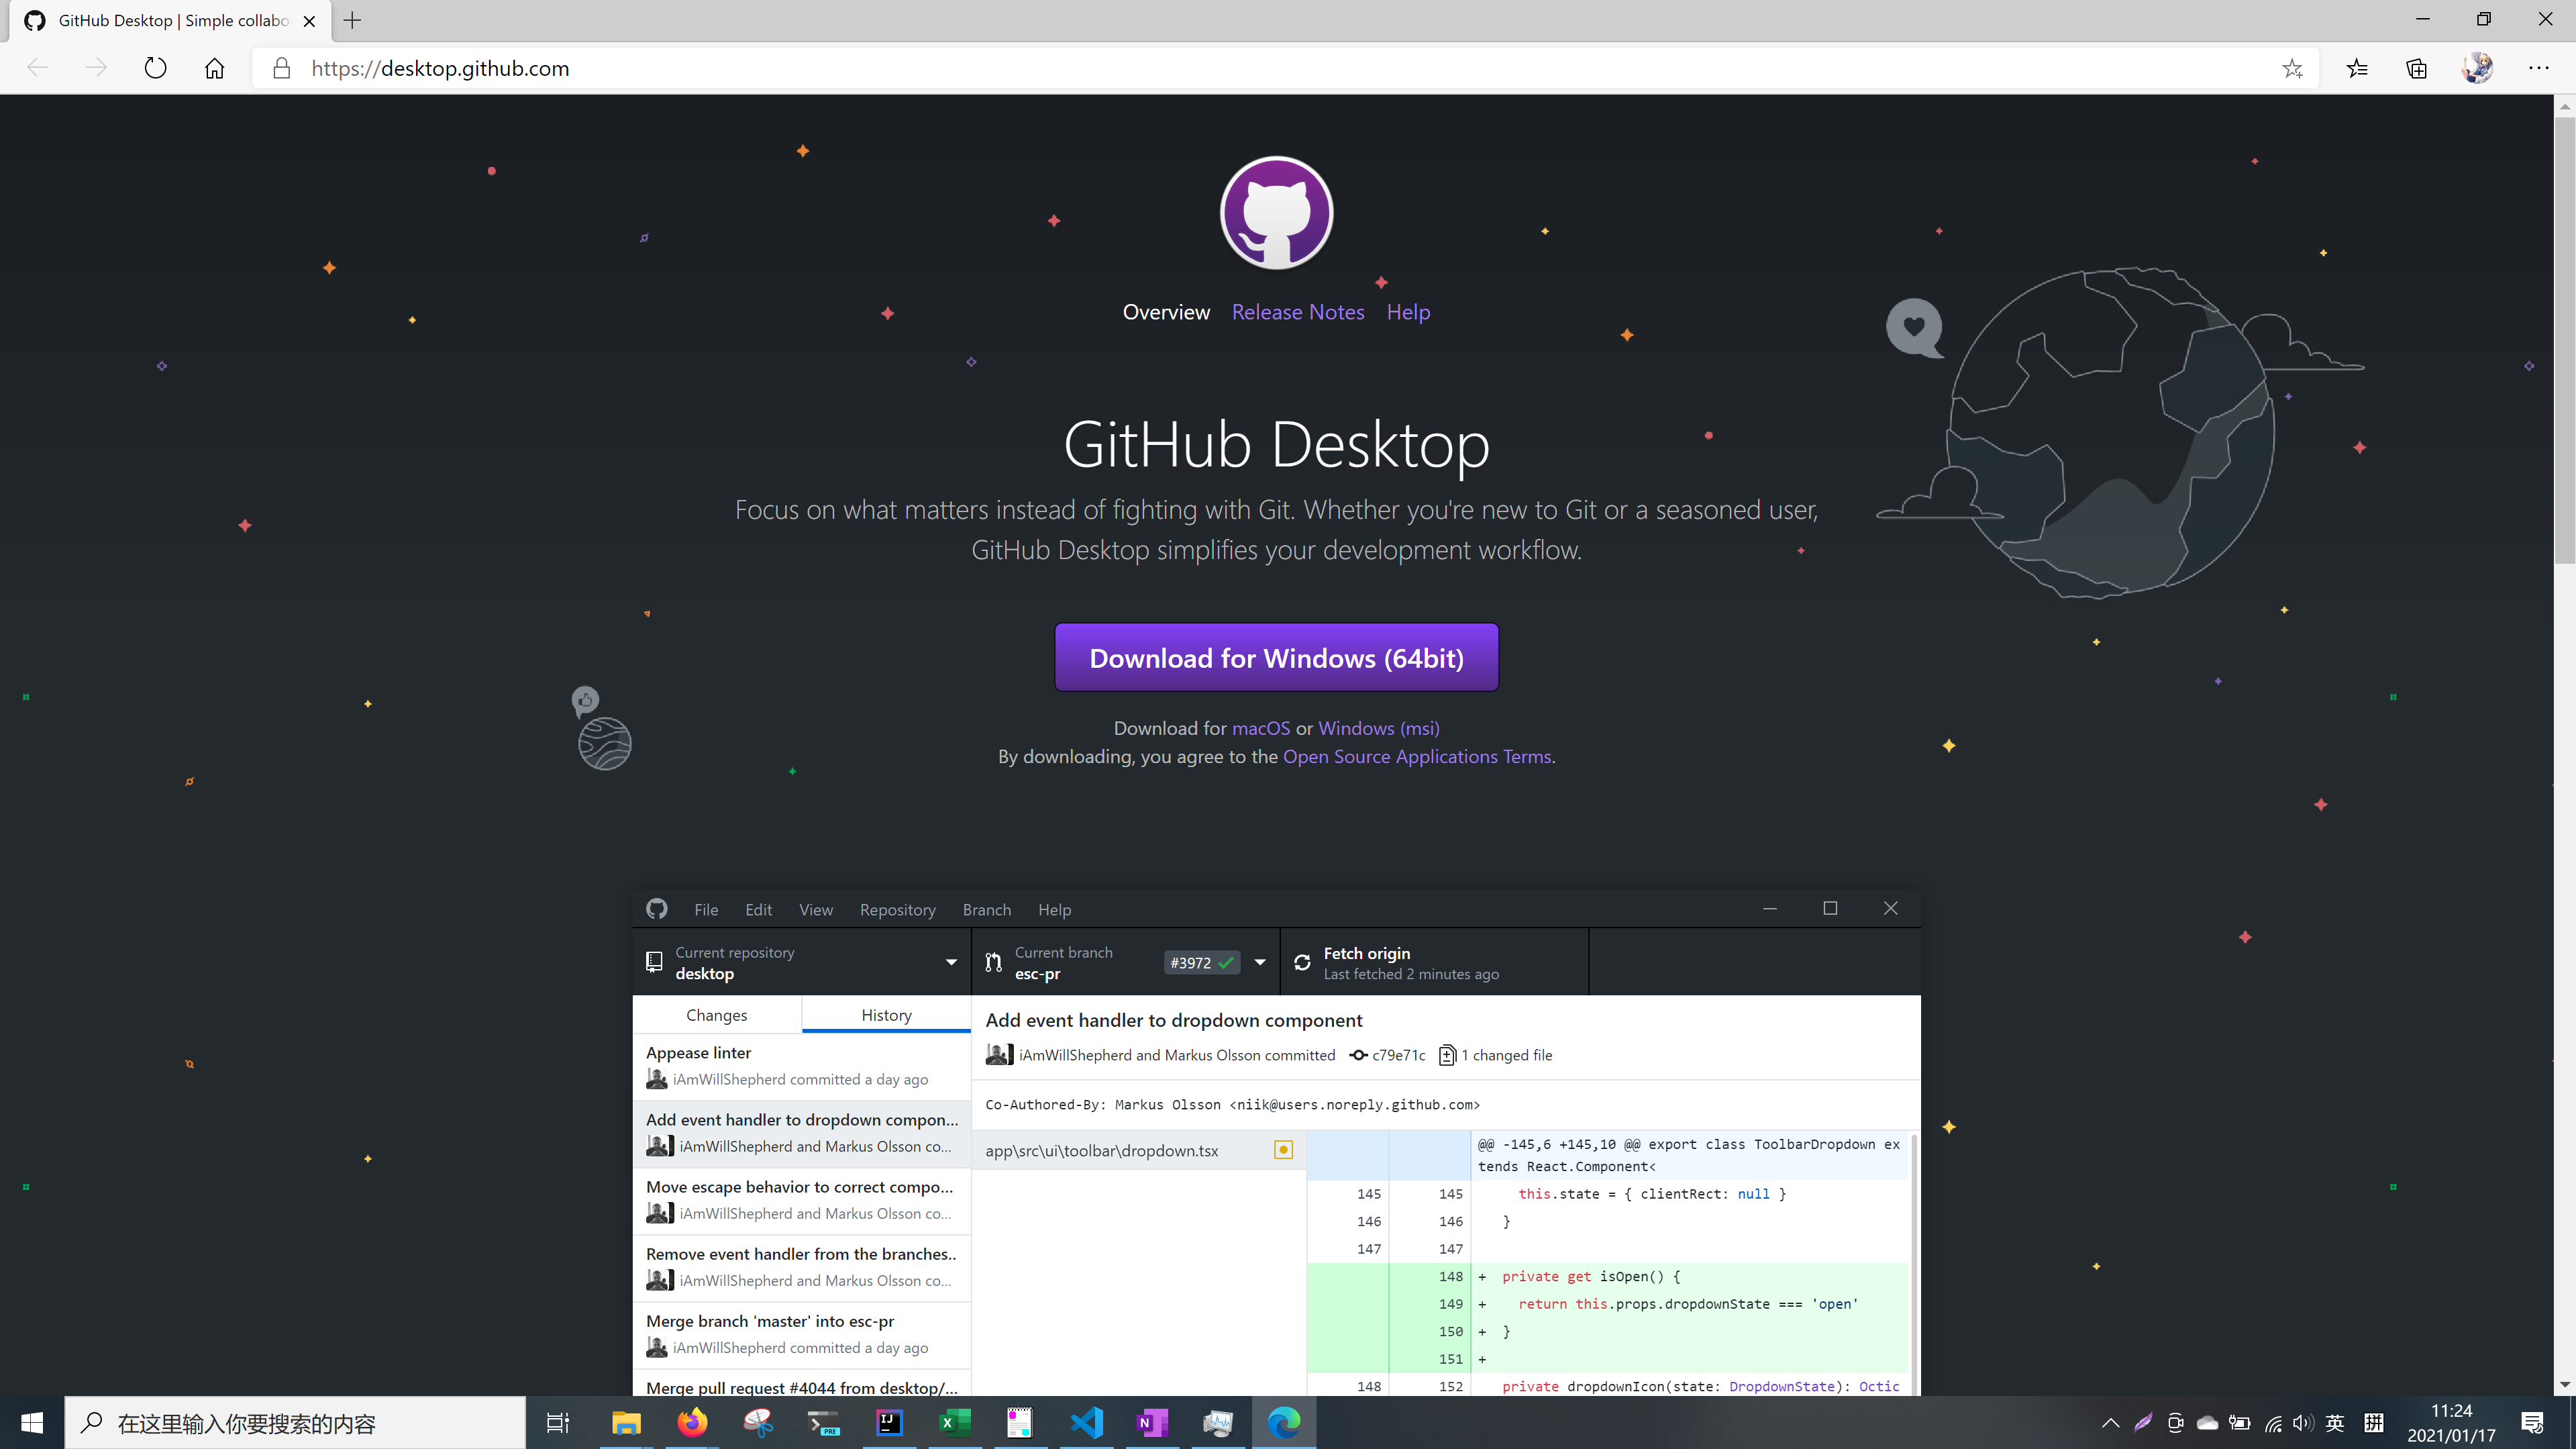 GitHub Desktop | Simple collabo
https://desktop.github.com
Overview Release Notes Help
GitHub Desktop
Focus on what matters instead of fighting with Git. Whether you're new to Git or a seasoned user,
GitHub Desktop simplifies your development workflow.
Download for Windows (64bit)
Download for macOS or Windows (msi)
By downloading, you agree to the Open Source Applications Terms.
File Edit View Repository Branch Help
Current repository
desktop
Current branch
esc-pr
#3972
Fetch origin
Last fetched 2 minutes ago
Changes
History
Appease linter
iAmWillShepherd committed a day ago
Add event handler to dropdown compon...
iAmWillShepherd and Markus Olsson co...
Move escape behavior to correct compo...
iAmWillShepherd and Markus Olsson co...
Remove event handler from the branches..
iAmWillShepherd and Markus Olsson co...
Merge branch 'master' into esc-pr
iAmWillShepherd committed a day ago
Merge pull request #4044 from desktop/...
Add event handler to dropdown component
iAmWillShepherd and Markus Olsson committed c79e71c 1 changed file
Co-Authored-By: Markus Olsson <niik@users.noreply.github.com>
app\src\ui\toolbar\dropdown.tsx
@@ -145,6 +145,10 @@ export class ToolbarDropdown ex
tends React.Component<
145 145 this.state = { clientRect: null }
146 146 }
147 147
148 + private get isOpen() {
149 + return this.props.dropdownState === 'open'
150 + }
151 +
148 152 private dropdownIcon(state: DropdownState): Octic
在这里输入你要搜索的内容
PRE
IJ
X
N
英
拼
11:24
2021/01/17